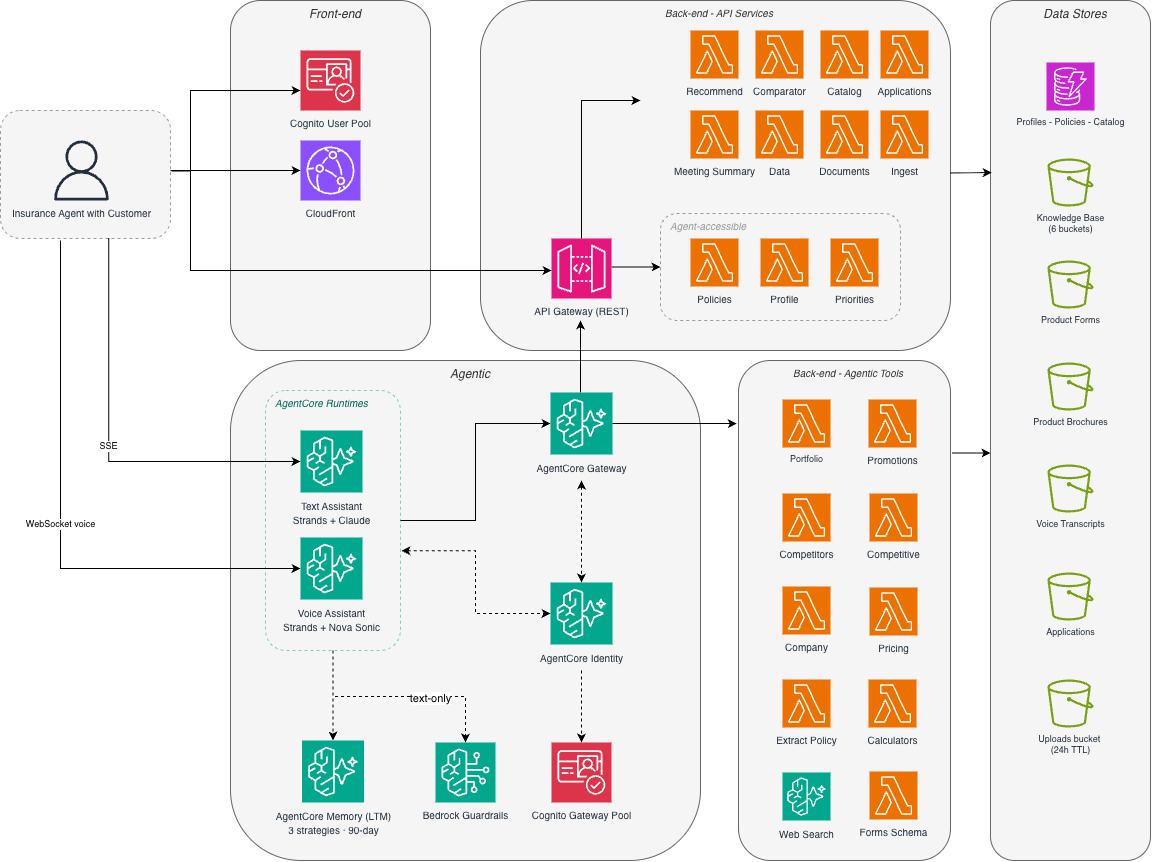 Front-end
Cognito User Pool
CloudFront
Insurance Agent with Customer
SSE
WebSocket voice
Back-end - API Services
Recommend
Comparator
Catalog
Applications
Meeting Summary
Data
Documents
Ingest
Agent-accessible
Policies
Profile
Priorities
API Gateway (REST)
Data Stores
Profiles - Policies - Catalog
Knowledge Base
(6 buckets)
Product Forms
Product Brochures
Voice Transcripts
Applications
Uploads bucket
(24h TTL)
Agentic
AgentCore Runtimes
Text Assistant
Strands + Claude
Voice Assistant
Strands + Nova Sonic
AgentCore Gateway
AgentCore Identity
text-only
AgentCore Memory (LTM)
3 strategies · 90-day
Bedrock Guardrails
Cognito Gateway Pool
Back-end - Agentic Tools
Portfolio
Promotions
Competitors
Competitive
Company
Pricing
Extract Policy
Calculators
Web Search
Forms Schema